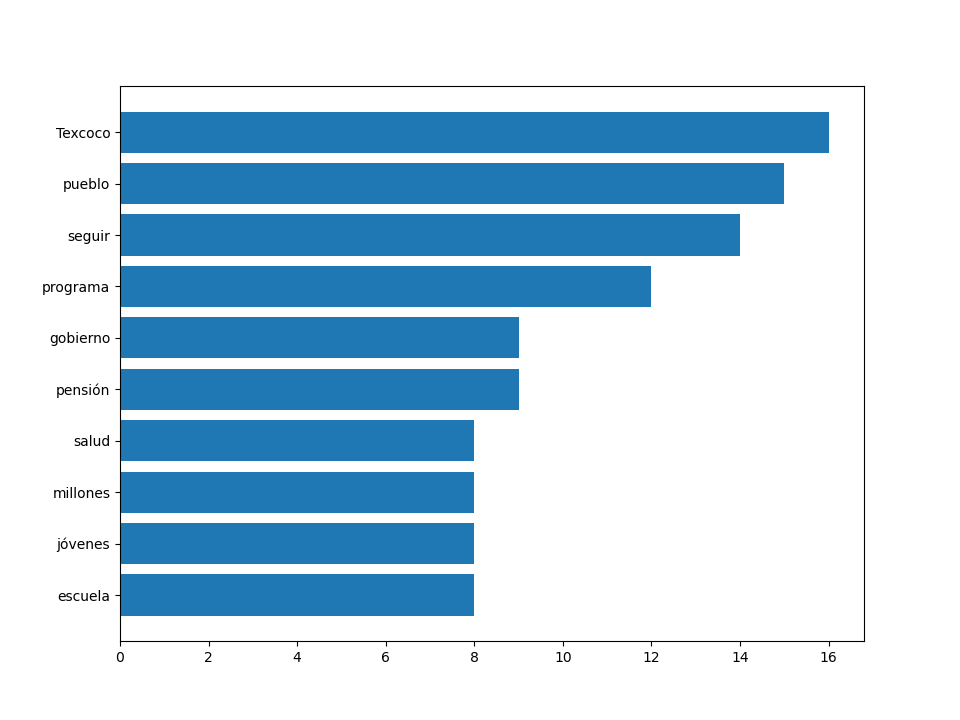 Texcoco
pueblo
seguir
programa
gobierno
pensión
salud
millones
jóvenes
escuela
0 2 4 6 8 10 12 14 16